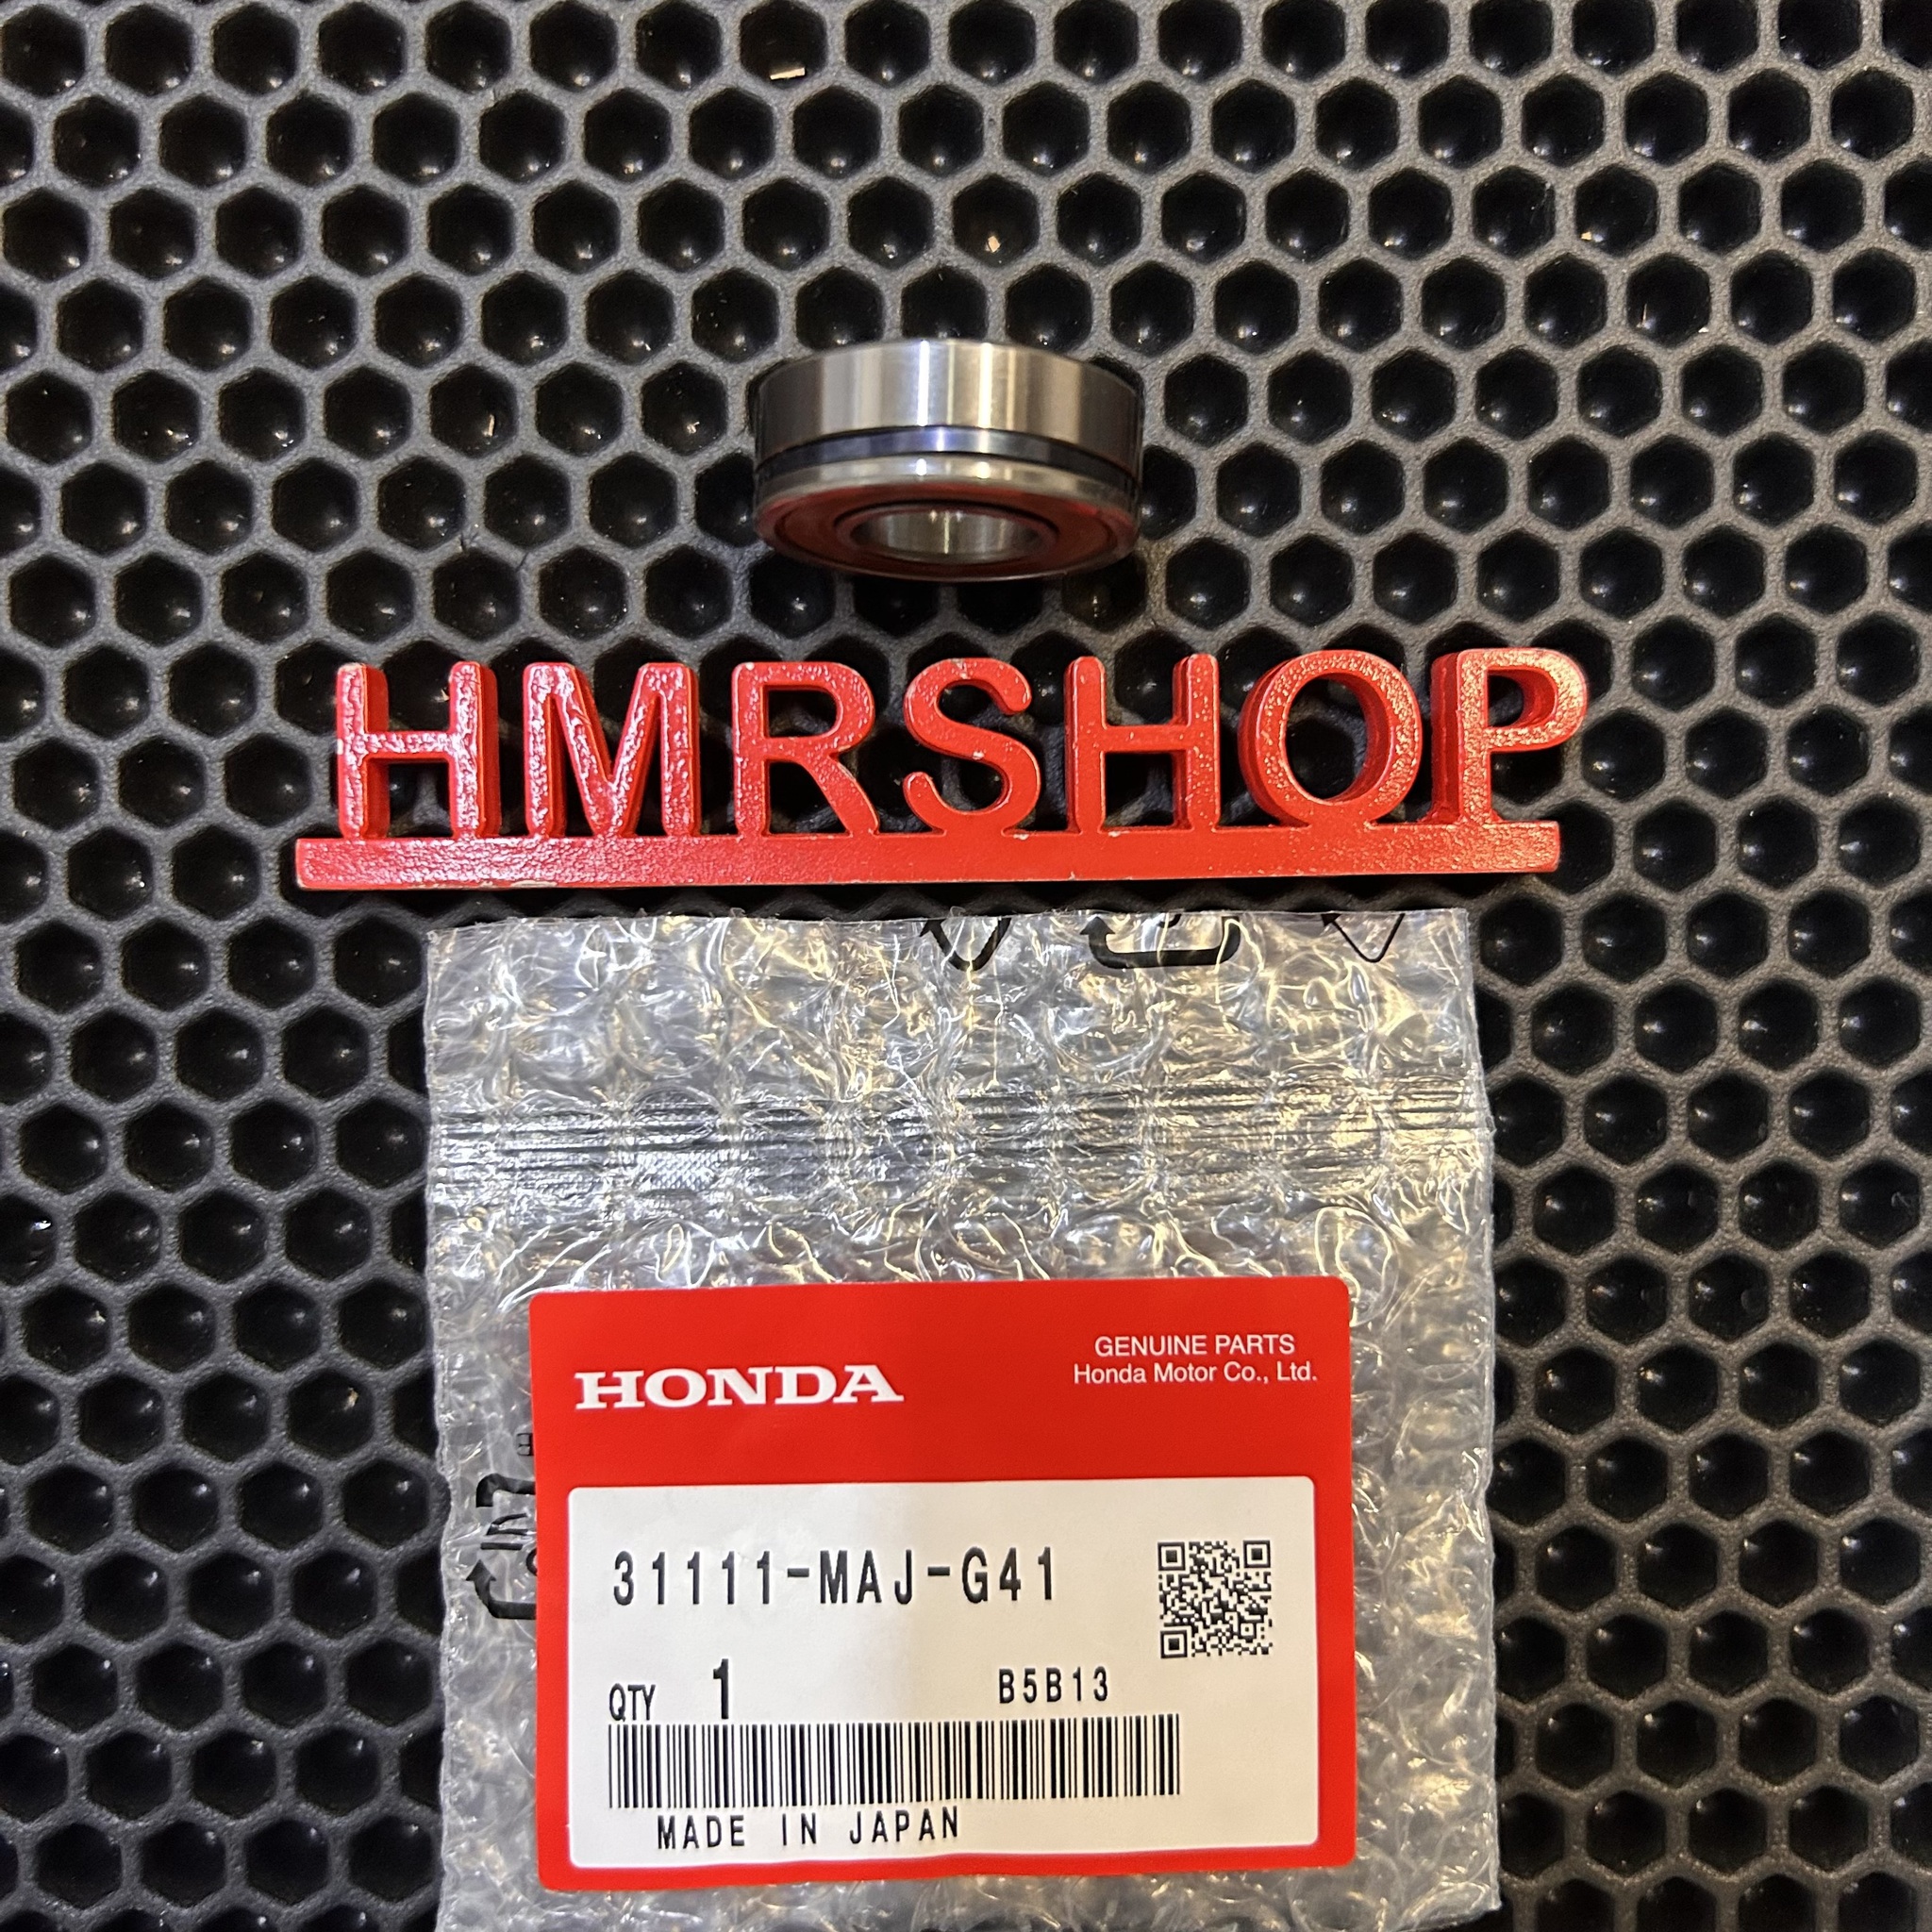 HMRSHOP
HONDA
GENUINE PARTS
Honda Motor Co., Ltd.
31111-MAJ-G41
QTY 1
B5B13
MADE IN JAPAN